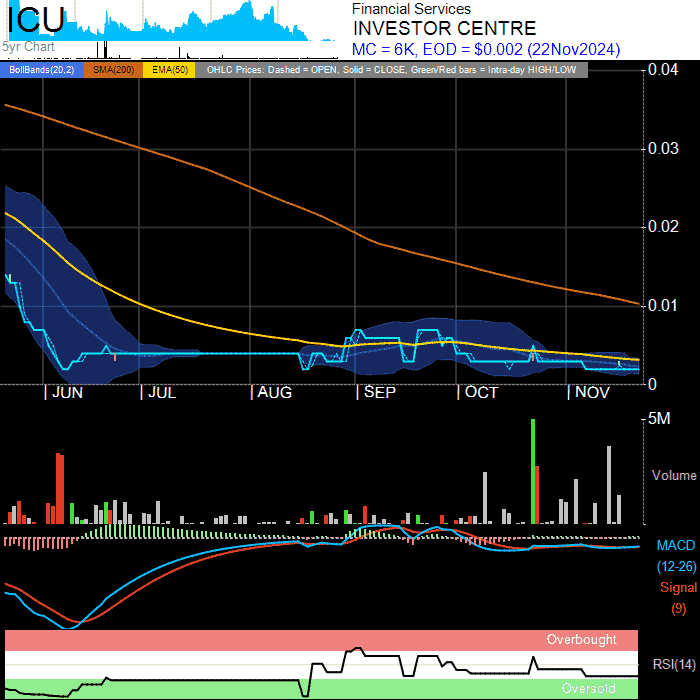 ICU
5yr Chart
Financial Services
INVESTOR CENTRE
MC = 6K, EOD = $0.002 (22Nov2024)
BollBands(20,2) SMA(200) EMA(50) OHLC Prices: Dashed = OPEN, Solid = CLOSE, Green/Red bars = Intra-day HIGH/LOW
0.04
0.03
0.02
0.01
0
JUN JUL AUG SEP OCT NOV
5M
Volume
MACD
(12-26)
Signal
(9)
Overbought
RSI(14)
Oversold